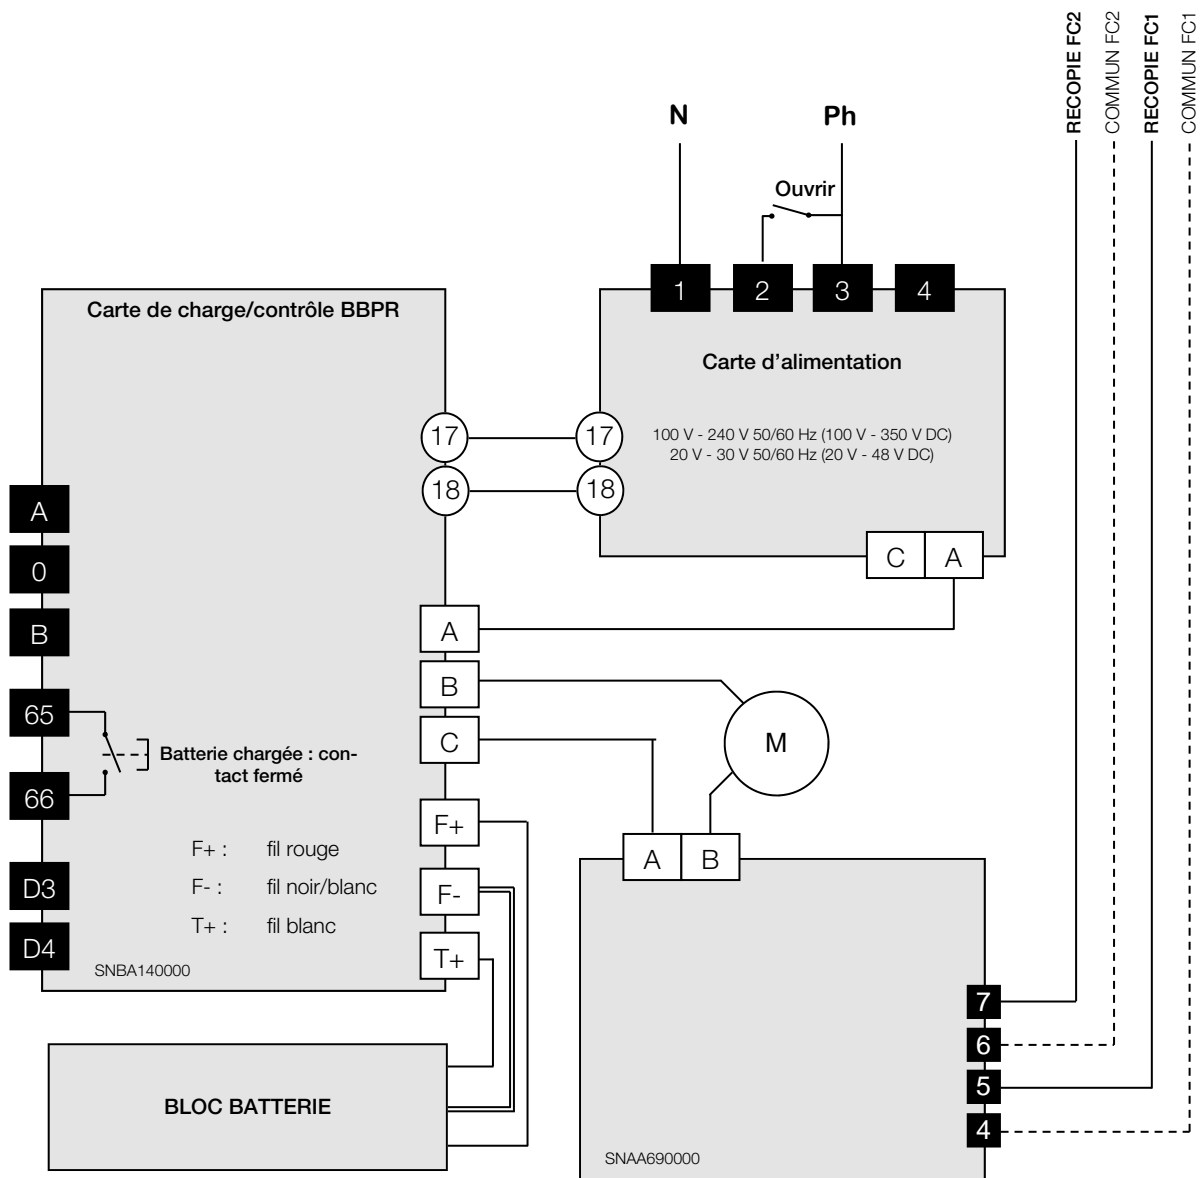 RECOPIE FC2
COMMUN FC2
RECOPIE FC1
COMMUN FC1
N
Ph
Ouvrir
1
2
3
4
Carte de charge/contrôle BBPR
Carte d'alimentation
100 V - 240 V 50/60 Hz (100 V - 350 V DC)
20 V - 30 V 50/60 Hz (20 V - 48 V DC)
17
17
18
18
A
0
B
C
A
A
B
C
M
65
66
Batterie chargée : con-
tact fermé
F+ : fil rouge
F- : fil noir/blanc
T+ : fil blanc
F+
F-
T+
D3
D4
SNBA140000
A
B
7
6
5
4
BLOC BATTERIE
SNAA690000